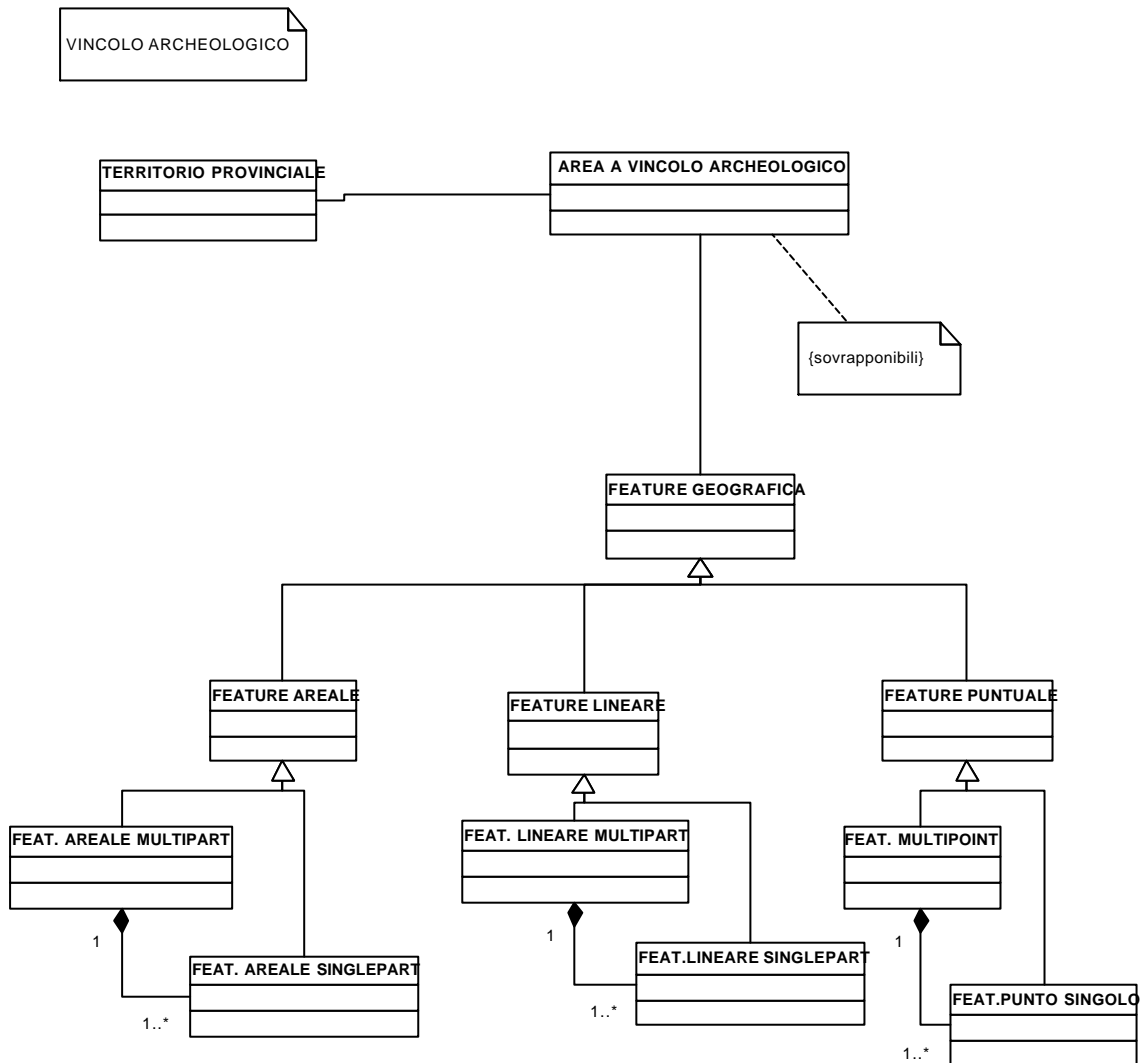 VINCOLO ARCHEOLOGICO
TERRITORIO PROVINCIALE
AREA A VINCOLO ARCHEOLOGICO
{sovrapponibili}
FEATURE GEOGRAFICA
FEATURE AREALE
FEATURE LINEARE
FEATURE PUNTUALE
FEAT. AREALE MULTIPART
FEAT. LINEARE MULTIPART
FEAT. MULTIPOINT
1
1
1
FEAT. AREALE SINGLEPART
FEAT.LINEARE SINGLEPART
FEAT.PUNTO SINGOLO
1..*
1..*
1..*